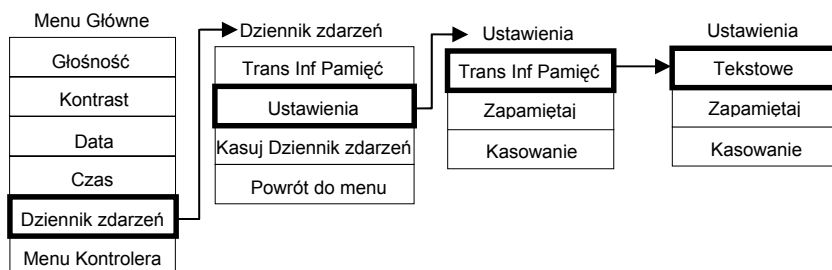 Menu Główne
Głośność
Kontrast
Data
Czas
Dziennik zdarzeń
Menu Kontrolera
Dziennik zdarzeń
Trans Inf Pamięć
Ustawienia
Kasuj Dziennik zdarzeń
Powrót do menu
Ustawienia
Trans Inf Pamięć
Zapamiętaj
Kasowanie
Ustawienia
Tekstowe
Zapamiętaj
Kasowanie